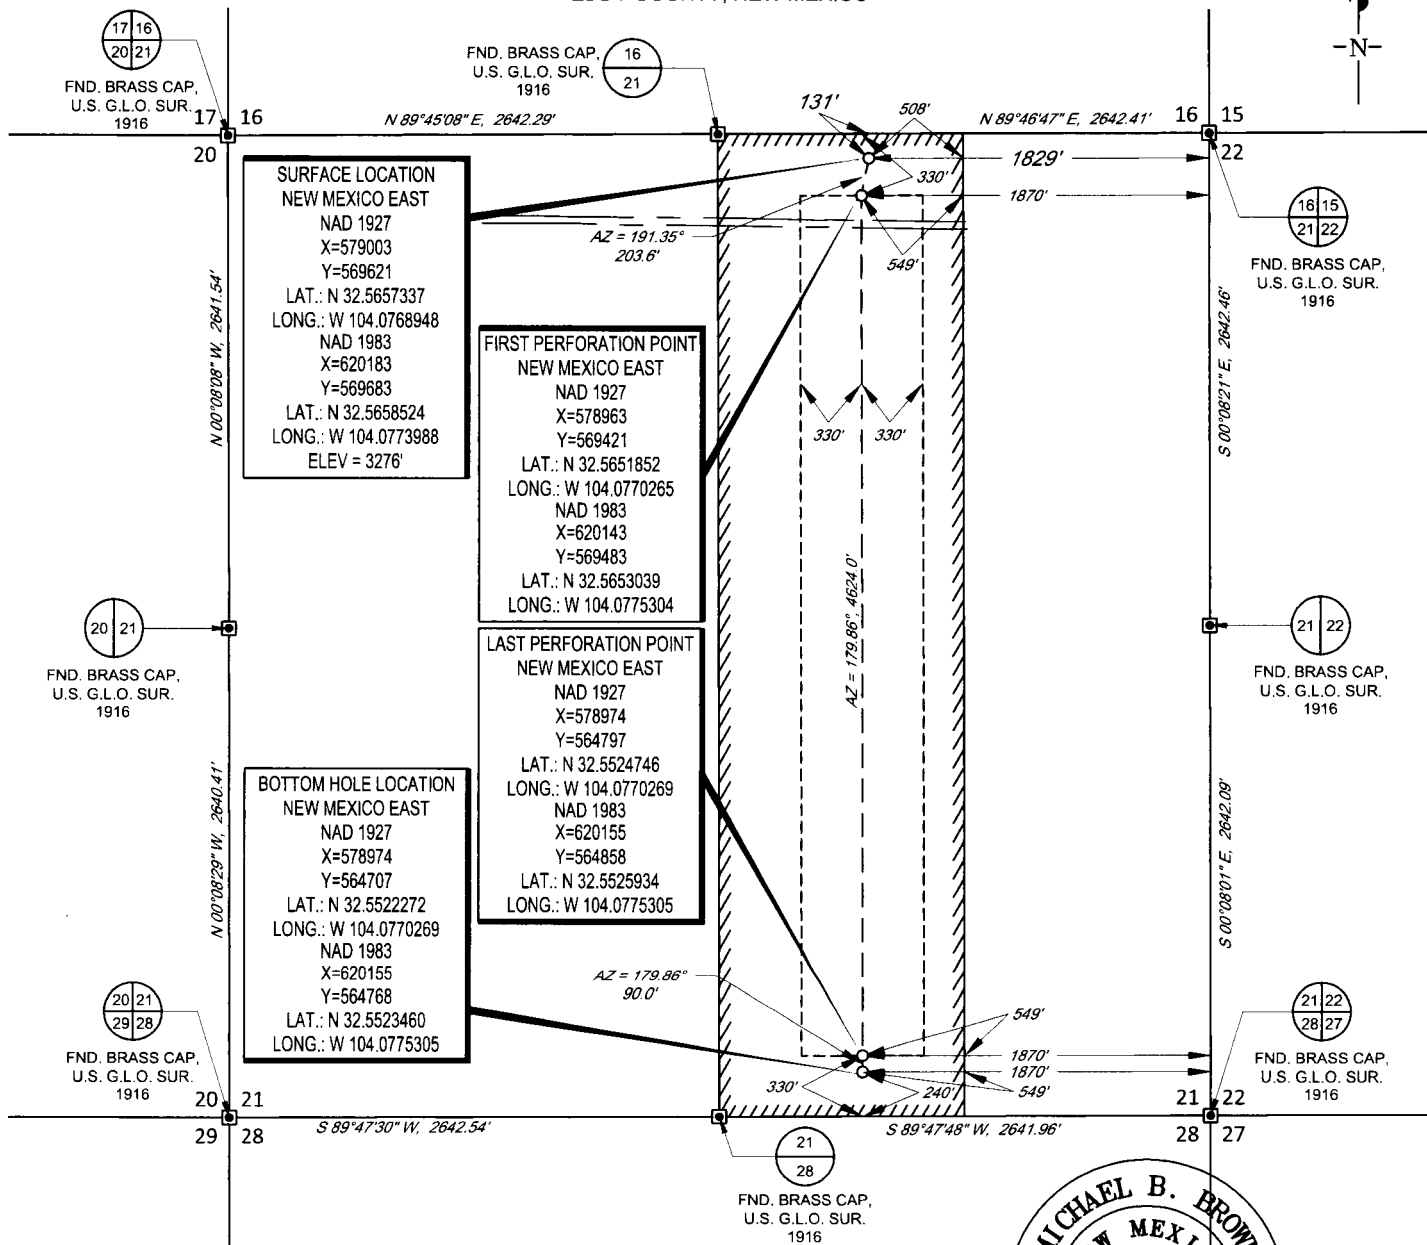 17 16
20 21
FND. BRASS CAP,
U.S. G.L.O. SUR.
1916
FND. BRASS CAP,
U.S. G.L.O. SUR.
1916
16
21
-N-
17 16
20
N 89°45'08" E, 2642.29'
131'
508'
N 89°46'47" E, 2642.41'
16 15
22
1829'
330'
1870'
16 15
21 22
FND. BRASS CAP,
U.S. G.L.O. SUR.
1916
SURFACE LOCATION
NEW MEXICO EAST
NAD 1927
X=579003
Y=569621
LAT.: N 32.5657337
LONG.: W 104.0768948
NAD 1983
X=620183
Y=569683
LAT.: N 32.5658524
LONG.: W 104.0773988
ELEV = 3276'
AZ = 191.35°
203.6'
549'
N 00°08'08" W, 2641.54'
S 00°08'21" E, 2642.46'
FIRST PERFORATION POINT
NEW MEXICO EAST
NAD 1927
X=578963
Y=569421
LAT.: N 32.5651852
LONG.: W 104.0770265
NAD 1983
X=620143
Y=569483
LAT.: N 32.5653039
LONG.: W 104.0775304
330' 330'
AZ = 179.86°, 4624.0'
20 21
FND. BRASS CAP,
U.S. G.L.O. SUR.
1916
21 22
FND. BRASS CAP,
U.S. G.L.O. SUR.
1916
LAST PERFORATION POINT
NEW MEXICO EAST
NAD 1927
X=578974
Y=564797
LAT.: N 32.5524746
LONG.: W 104.0770269
NAD 1983
X=620155
Y=564858
LAT.: N 32.5525934
LONG.: W 104.0775305
N 00°08'29" W, 2640.41'
S 00°08'01" E, 2642.09'
BOTTOM HOLE LOCATION
NEW MEXICO EAST
NAD 1927
X=578974
Y=564707
LAT.: N 32.5522272
LONG.: W 104.0770269
NAD 1983
X=620155
Y=564768
LAT.: N 32.5523460
LONG.: W 104.0775305
AZ = 179.86°
90.0'
549'
1870'
1870'
330'
240'
549'
20 21
29 28
FND. BRASS CAP,
U.S. G.L.O. SUR.
1916
21 22
28 27
FND. BRASS CAP,
U.S. G.L.O. SUR.
1916
20 21
29 28
S 89°47'30" W, 2642.54'
S 89°47'48" W, 2641.96'
21 22
28 27
21
28
FND. BRASS CAP,
U.S. G.L.O. SUR.
1916
MICHAEL B. BROW
W MEXI